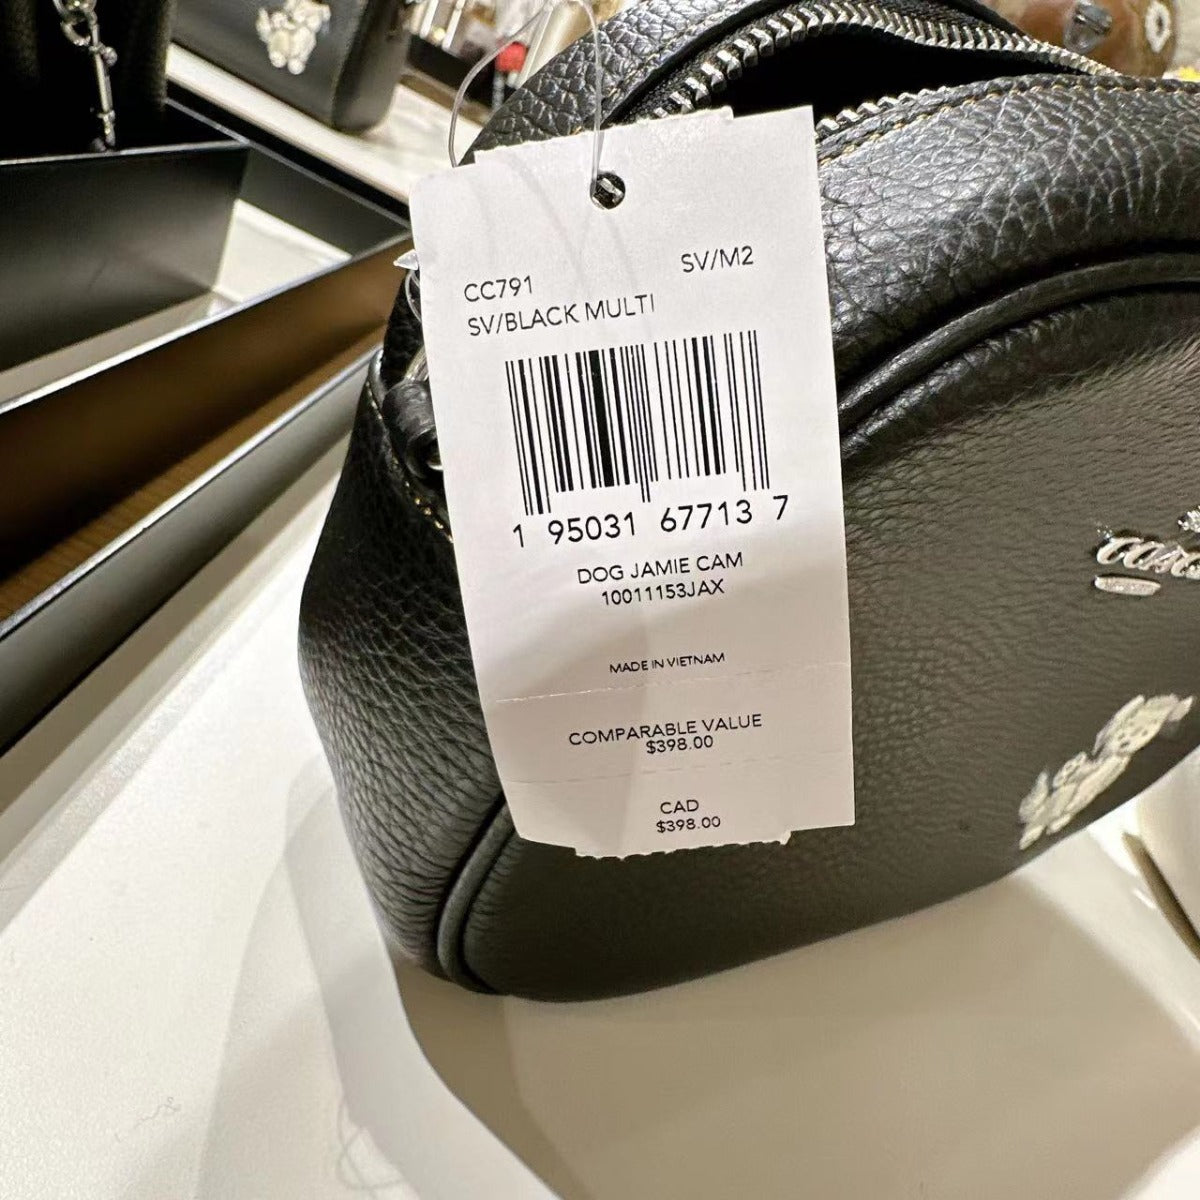 CC791 SV/M2
SV/BLACK MULTI
1 95031 67713 7
DOG JAMIE CAM
10011153JAX
MADE IN VIETNAM
COMPARABLE VALUE
$398.00
CAD
$398.00